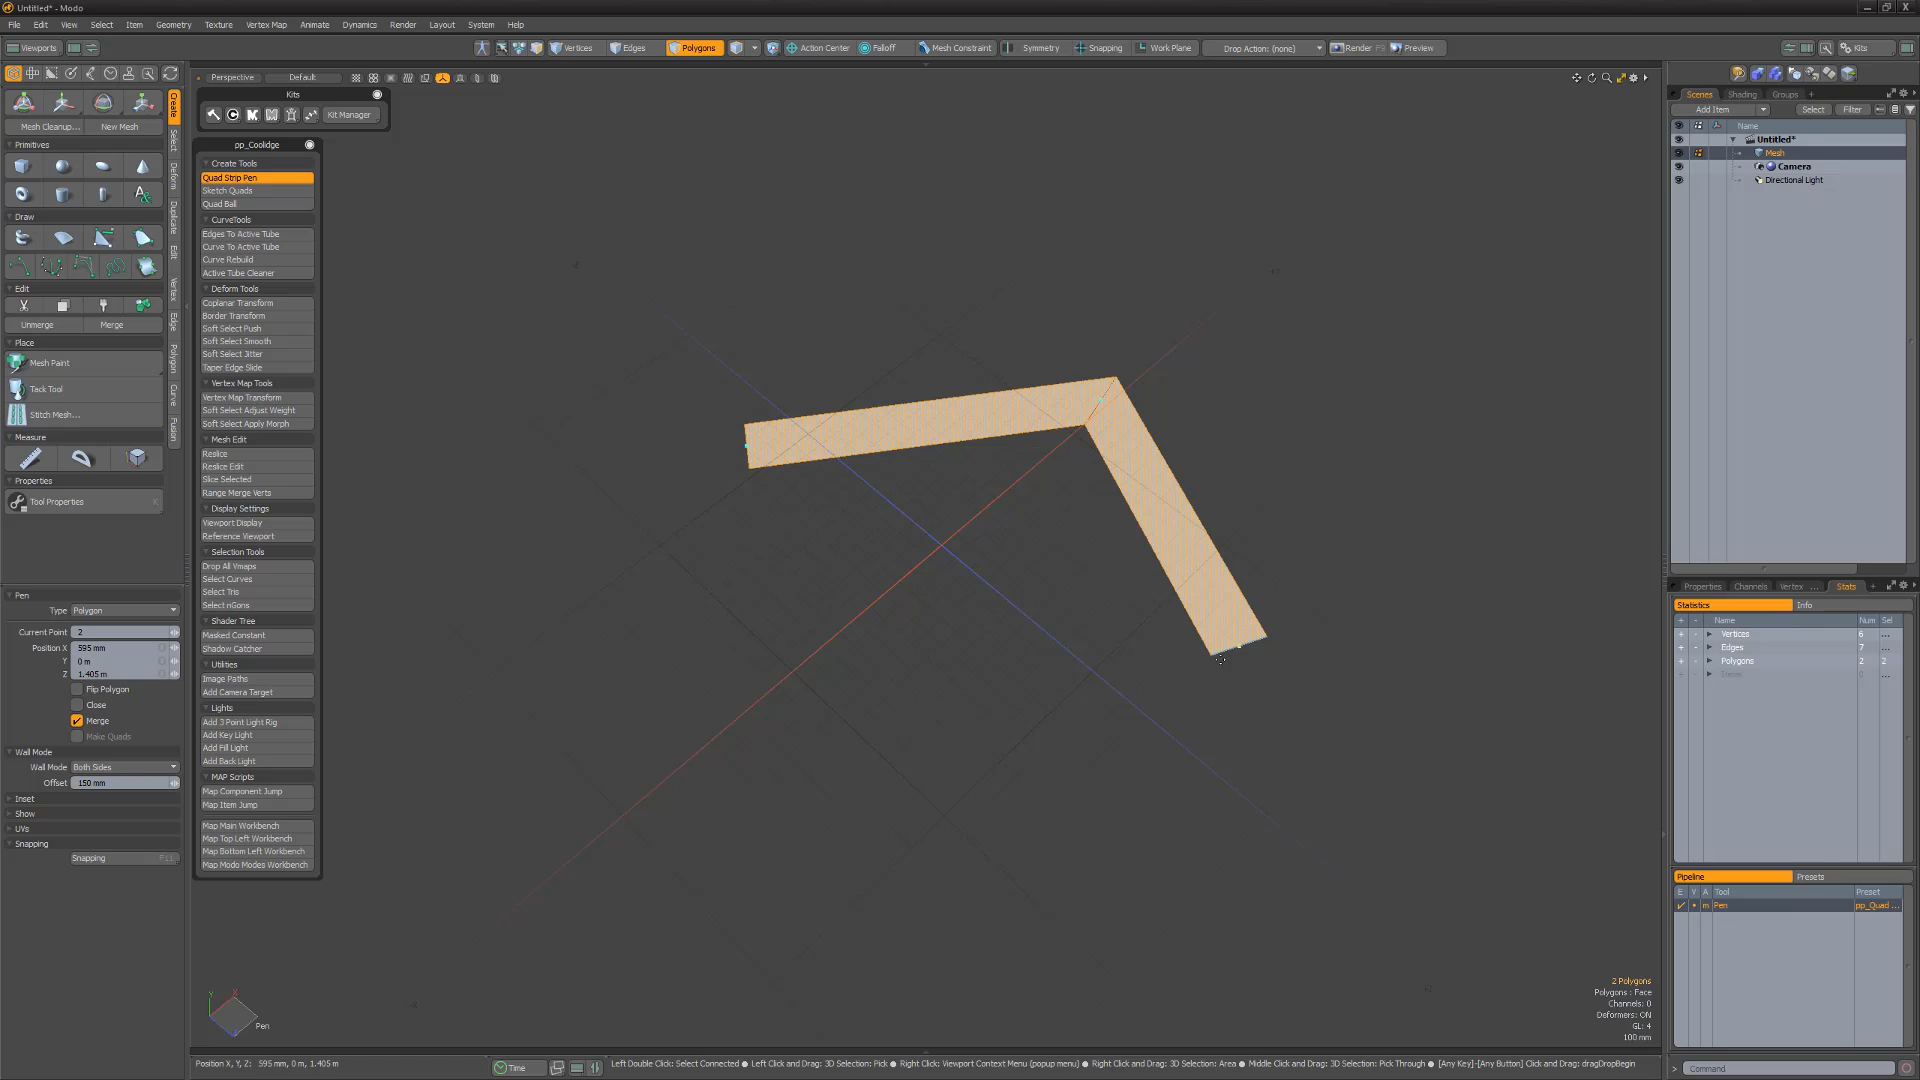 Untitled* - Modo
File Edit View Select Item Geometry Texture Vertex Map Animate Dynamics Render Layout System Help
Viewports Vertices Edges Polygons Action Center Falloff Mesh Constraint Symmetry Snapping Work Plane Drop Action: (none) Render F9 Preview Kits
Perspective Default
Kits
Kit Manager
Mesh Cleanup... New Mesh
Primitives
Draw
Edit
Unmerge Merge
Place
Mesh Paint
Tack Tool
Stitch Mesh...
Measure
Properties
Tool Properties K
Create
Select
Deform
Duplicate
Edit
Vertex
Edge
Polygon
Curve
Fusion
pp_Coolidge
Create Tools
Quad Strip Pen
Sketch Quads
Quad Ball
CurveTools
Edges To Active Tube
Curve To Active Tube
Curve Rebuild
Active Tube Cleaner
Deform Tools
Coplanar Transform
Border Transform
Soft Select Push
Soft Select Smooth
Soft Select Jitter
Taper Edge Slide
Vertex Map Tools
Vertex Map Transform
Soft Select Adjust Weight
Soft Select Apply Morph
Mesh Edit
Reslice
Reslice Edit
Slice Selected
Range Merge Verts
Display Settings
Viewport Display
Reference Viewport
Selection Tools
Drop All Vmaps
Select Curves
Select Tris
Select nGons
Shader Tree
Masked Constant
Shadow Catcher
Utilities
Image Paths
Add Camera Target
Lights
Add 3 Point Light Rig
Add Key Light
Add Fill Light
Add Back Light
MAP Scripts
Map Component Jump
Map Item Jump
Map Main Workbench
Map Top Left Workbench
Map Bottom Left Workbench
Map Modo Modes Workbench
Pen
Type Polygon
Current Point 2
Position X 595 mm
Y 0 m
Z 1.405 m
Flip Polygon
Close
Merge
Make Quads
Wall Mode
Wall Mode Both Sides
Offset 150 mm
Inset
Show
UVs
Snapping
Snapping F11
Pen
2 Polygons
Polygons : Face
Channels: 0
Deformers: ON
GL: 4
100 mm
Scenes Shading Groups +
Add Item Select Filter
Name
Untitled*
Mesh
Camera
Directional Light
Properties Channels Vertex ... Stats +
Statistics Info
Name Num Sel
Vertices 6 ...
Edges 7 ...
Polygons 2 2
Items 0 ...
Pipeline Presets
E V A Tool Preset
m Pen pp_Quad ...
Position X, Y, Z: 595 mm, 0 m, 1.405 m
Time
Left Double Click: Select Connected ● Left Click and Drag: 3D Selection: Pick ● Right Click: Viewport Context Menu (popup menu) ● Right Click and Drag: 3D Selection: Area ● Middle Click and Drag: 3D Selection: Pick Through ● [Any Key]-[Any Button] Click and Drag: dragDropBegin
Command